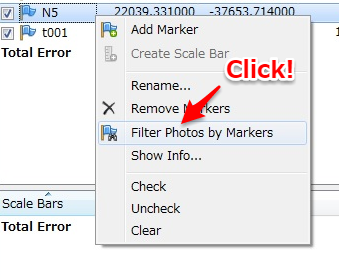 N5 22039.331000 -37653.714000
t001 1
Total Error
Add Marker
Create Scale Bar
Click!
Rename...
Remove Markers
Filter Photos by Markers
Show Info...
Check
Uncheck
Clear
Scale Bars
Total Error